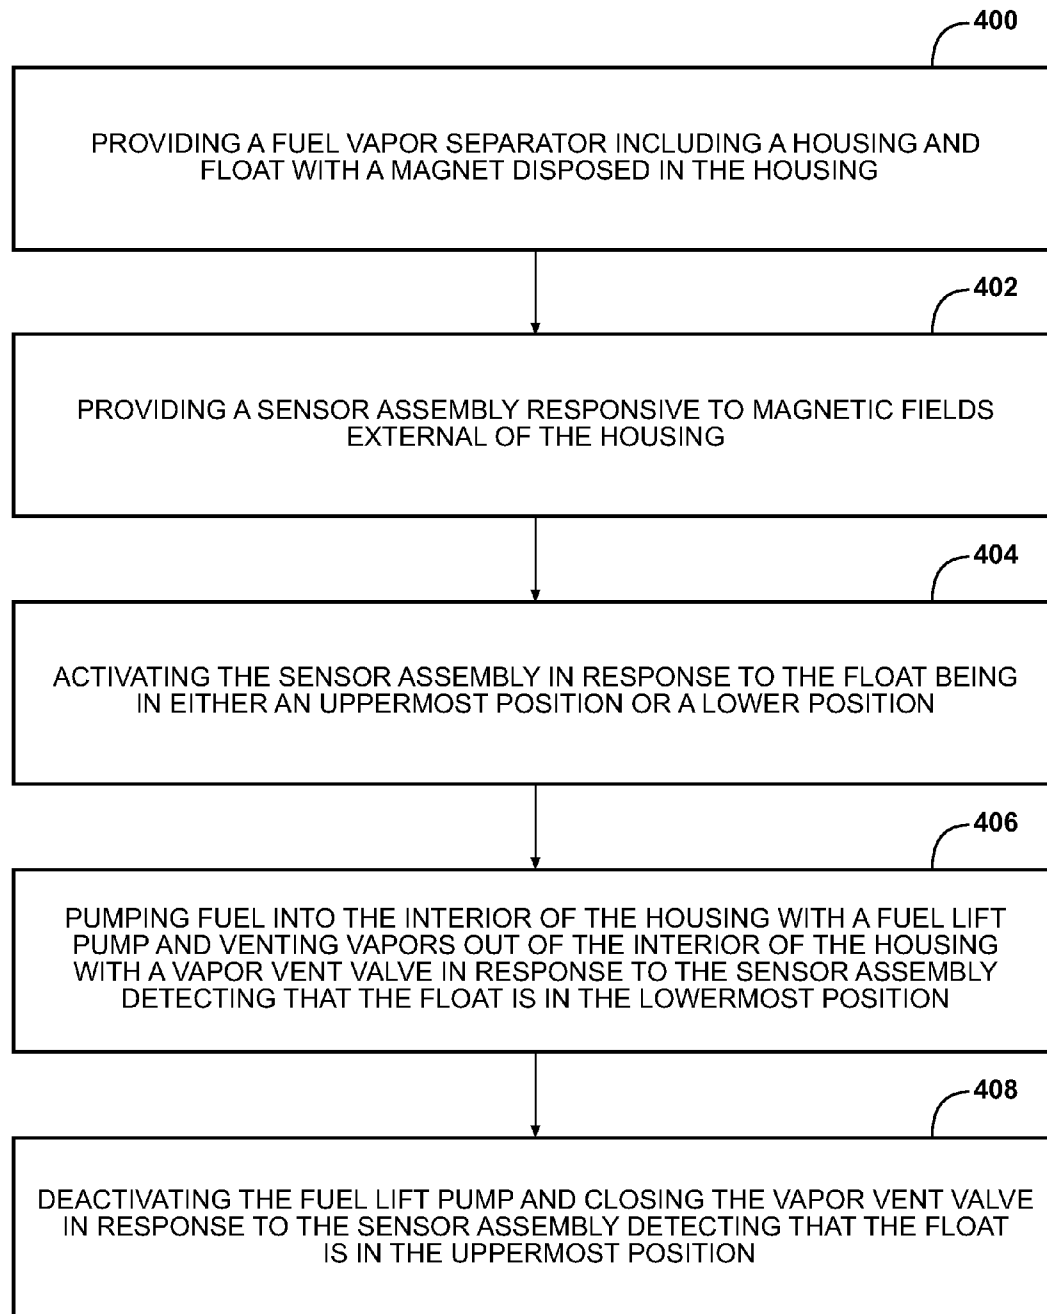 400
PROVIDING A FUEL VAPOR SEPARATOR INCLUDING A HOUSING AND
FLOAT WITH A MAGNET DISPOSED IN THE HOUSING
402
PROVIDING A SENSOR ASSEMBLY RESPONSIVE TO MAGNETIC FIELDS
EXTERNAL OF THE HOUSING
404
ACTIVATING THE SENSOR ASSEMBLY IN RESPONSE TO THE FLOAT BEING
IN EITHER AN UPPERMOST POSITION OR A LOWER POSITION
406
PUMPING FUEL INTO THE INTERIOR OF THE HOUSING WITH A FUEL LIFT
PUMP AND VENTING VAPORS OUT OF THE INTERIOR OF THE HOUSING
WITH A VAPOR VENT VALVE IN RESPONSE TO THE SENSOR ASSEMBLY
DETECTING THAT THE FLOAT IS IN THE LOWERMOST POSITION
408
DEACTIVATING THE FUEL LIFT PUMP AND CLOSING THE VAPOR VENT VALVE
IN RESPONSE TO THE SENSOR ASSEMBLY DETECTING THAT THE FLOAT
IS IN THE UPPERMOST POSITION